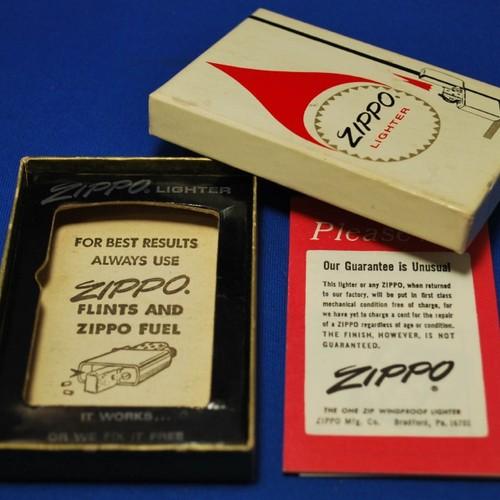 ZIPPO
LIGHTER
ZIPPO. LIGHTER
FOR BEST RESULTS
ALWAYS USE
ZIPPO.
FLINTS AND
ZIPPO FUEL
IT WORKS...
OR WE FIX IT FREE
Please
Our Guarantee is Unusual
This lighter or any ZIPPO, when returned
to our factory, will be put in first class
mechanical condition free of charge, for
we have yet to charge a cent for the repair
of a ZIPPO regardless of age or condition.
THE FINISH, HOWEVER, IS NOT
GUARANTEED.
ZIPPO®
THE ONE ZIP WINDPROOF LIGHTER
ZIPPO Mfg. Co. Bradford, Pa. 16701